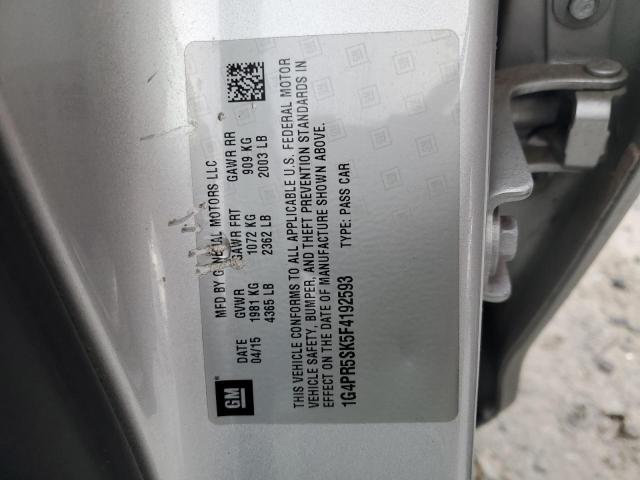 GM
MFD BY GENERAL MOTORS LLC
DATE GVWR GAWR FRT GAWR RR
04/15 1981 KG 1072 KG 909 KG
4365 LB 2362 LB 2003 LB
THIS VEHICLE CONFORMS TO ALL APPLICABLE U.S. FEDERAL MOTOR
VEHICLE SAFETY, BUMPER, AND THEFT PREVENTION STANDARDS IN
EFFECT ON THE DATE OF MANUFACTURE SHOWN ABOVE.
1G4PR5SK5F4192593 TYPE: PASS CAR